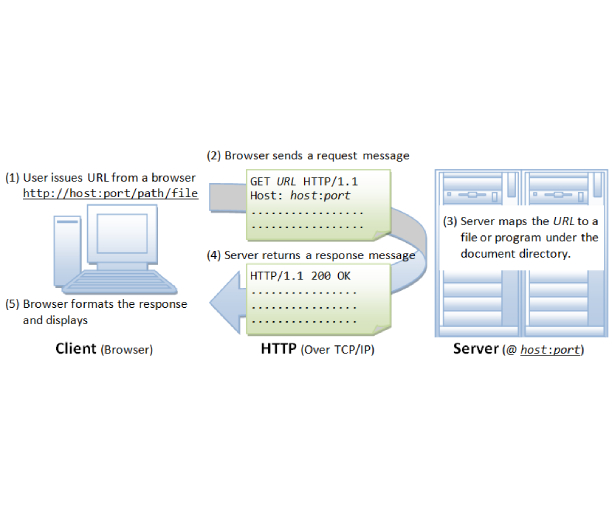 (1) User issues URL from a browser
http://host:port/path/file
(2) Browser sends a request message
GET URL HTTP/1.1
Host: host:port
................
................
(3) Server maps the URL to a
file or program under the
document directory.
(4) Server returns a response message
HTTP/1.1 200 OK
...............
...............
...............
(5) Browser formats the response
and displays
Client (Browser)
HTTP (Over TCP/IP)
Server (@ host:port)